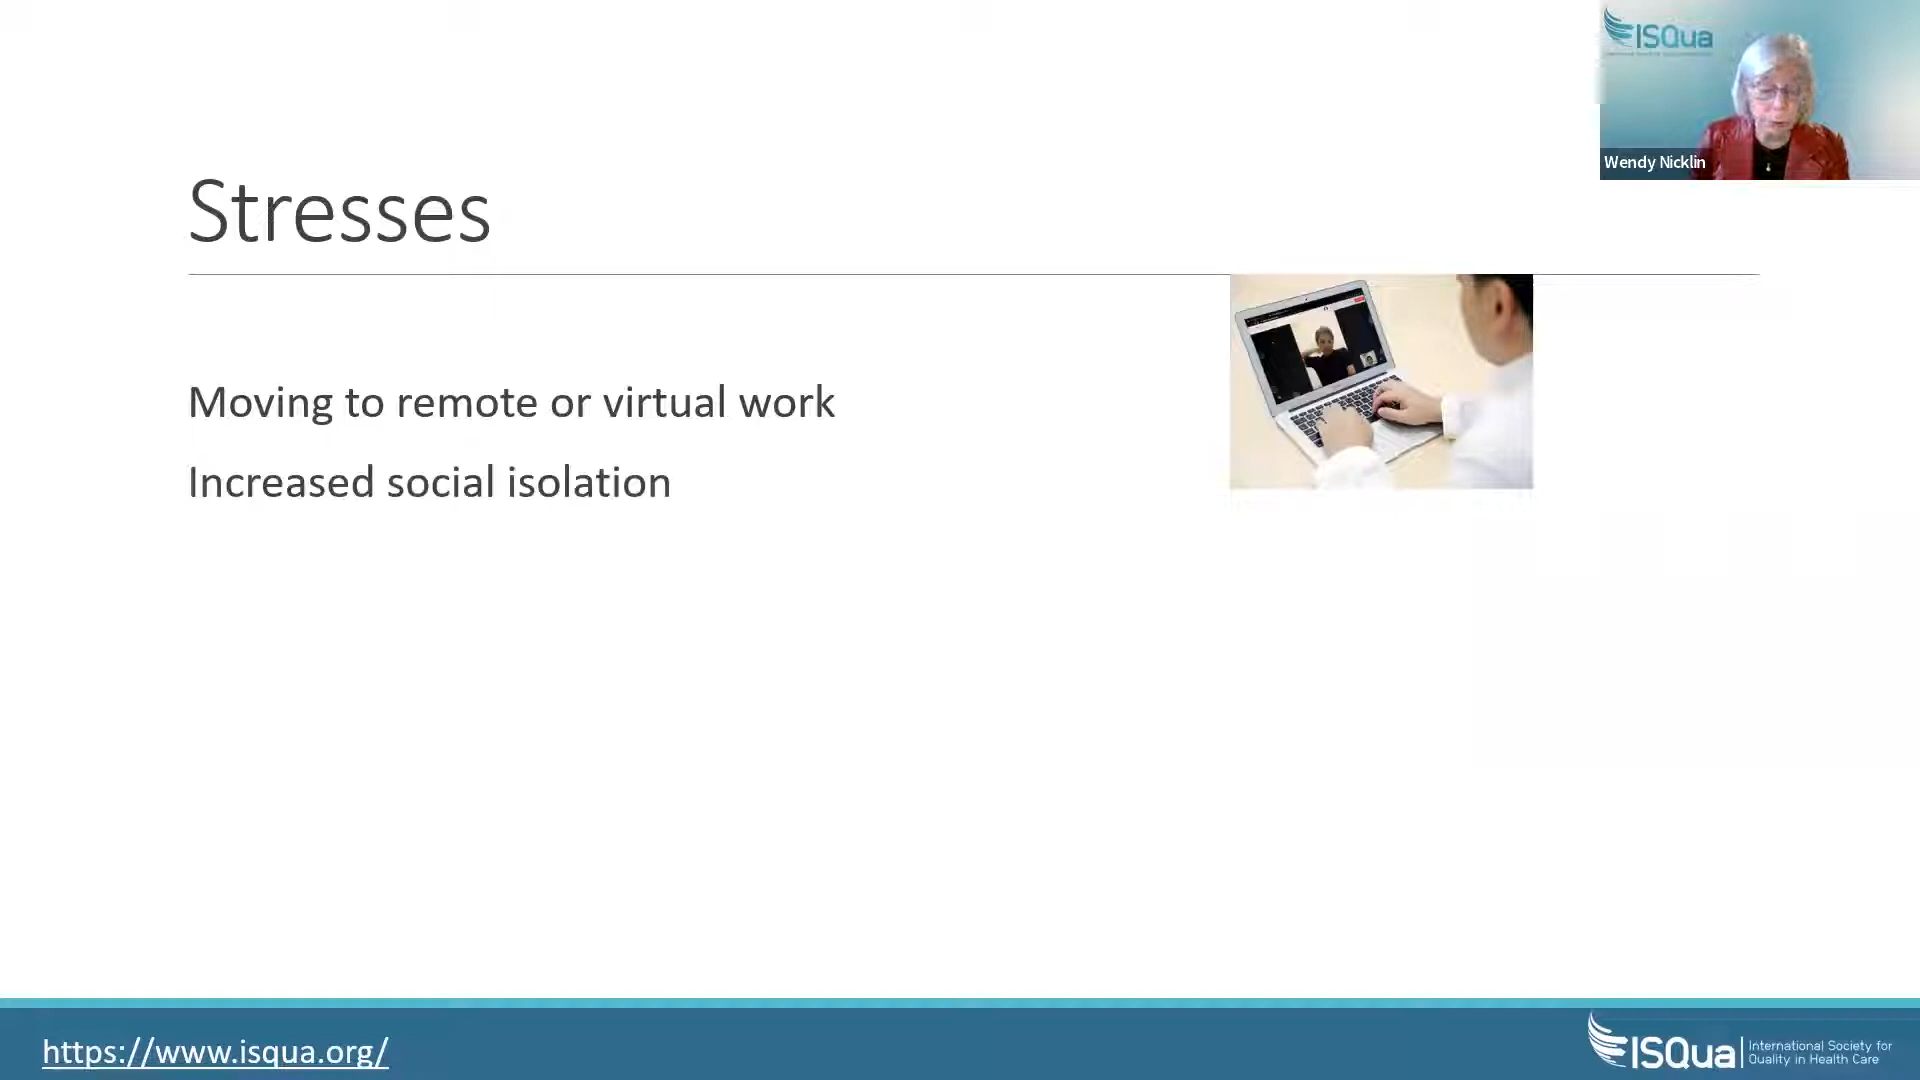 ISQua
Wendy Nicklin
Stresses
Moving to remote or virtual work
Increased social isolation
https://www.isqua.org/
ISQua
International Society for
Quality in Health Care